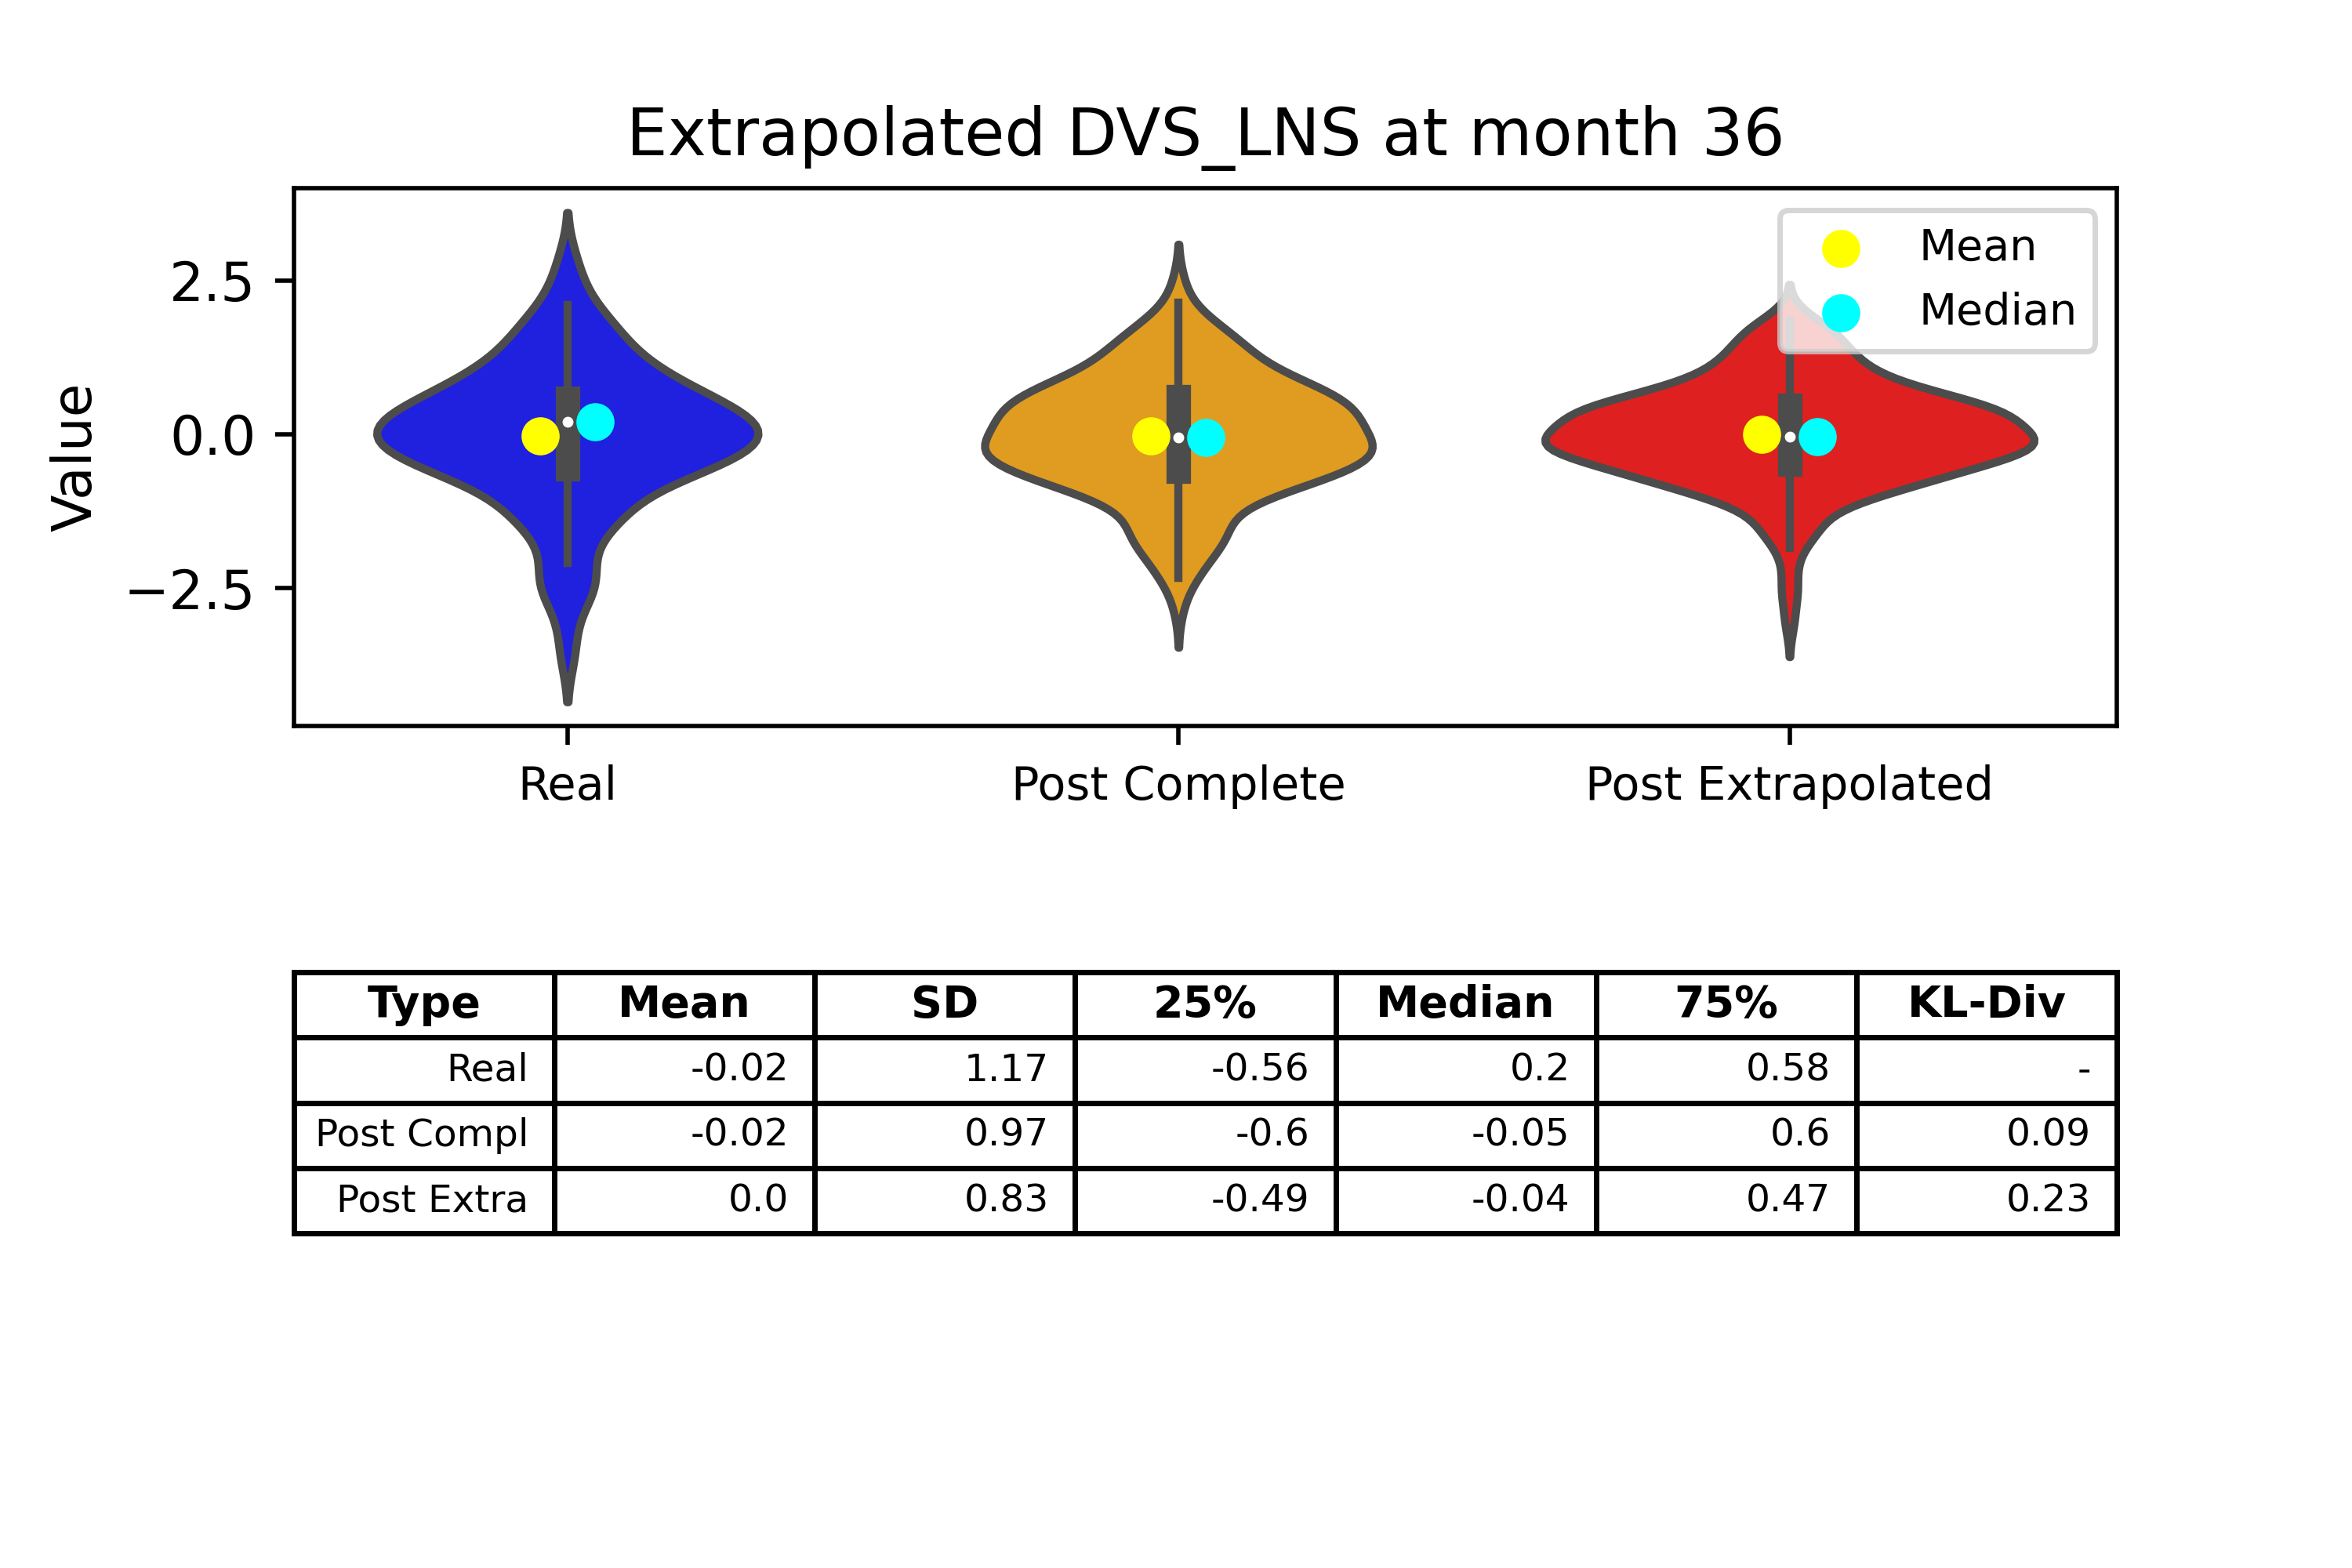 Extrapolated DVS_LNS at month 36
Mean
Median
2.5
0.0
−2.5
Value
Real Post Complete Post Extrapolated
Type Mean SD 25% Median 75% KL-Div
Real -0.02 1.17 -0.56 0.2 0.58 -
Post Compl -0.02 0.97 -0.6 -0.05 0.6 0.09
Post Extra 0.0 0.83 -0.49 -0.04 0.47 0.23